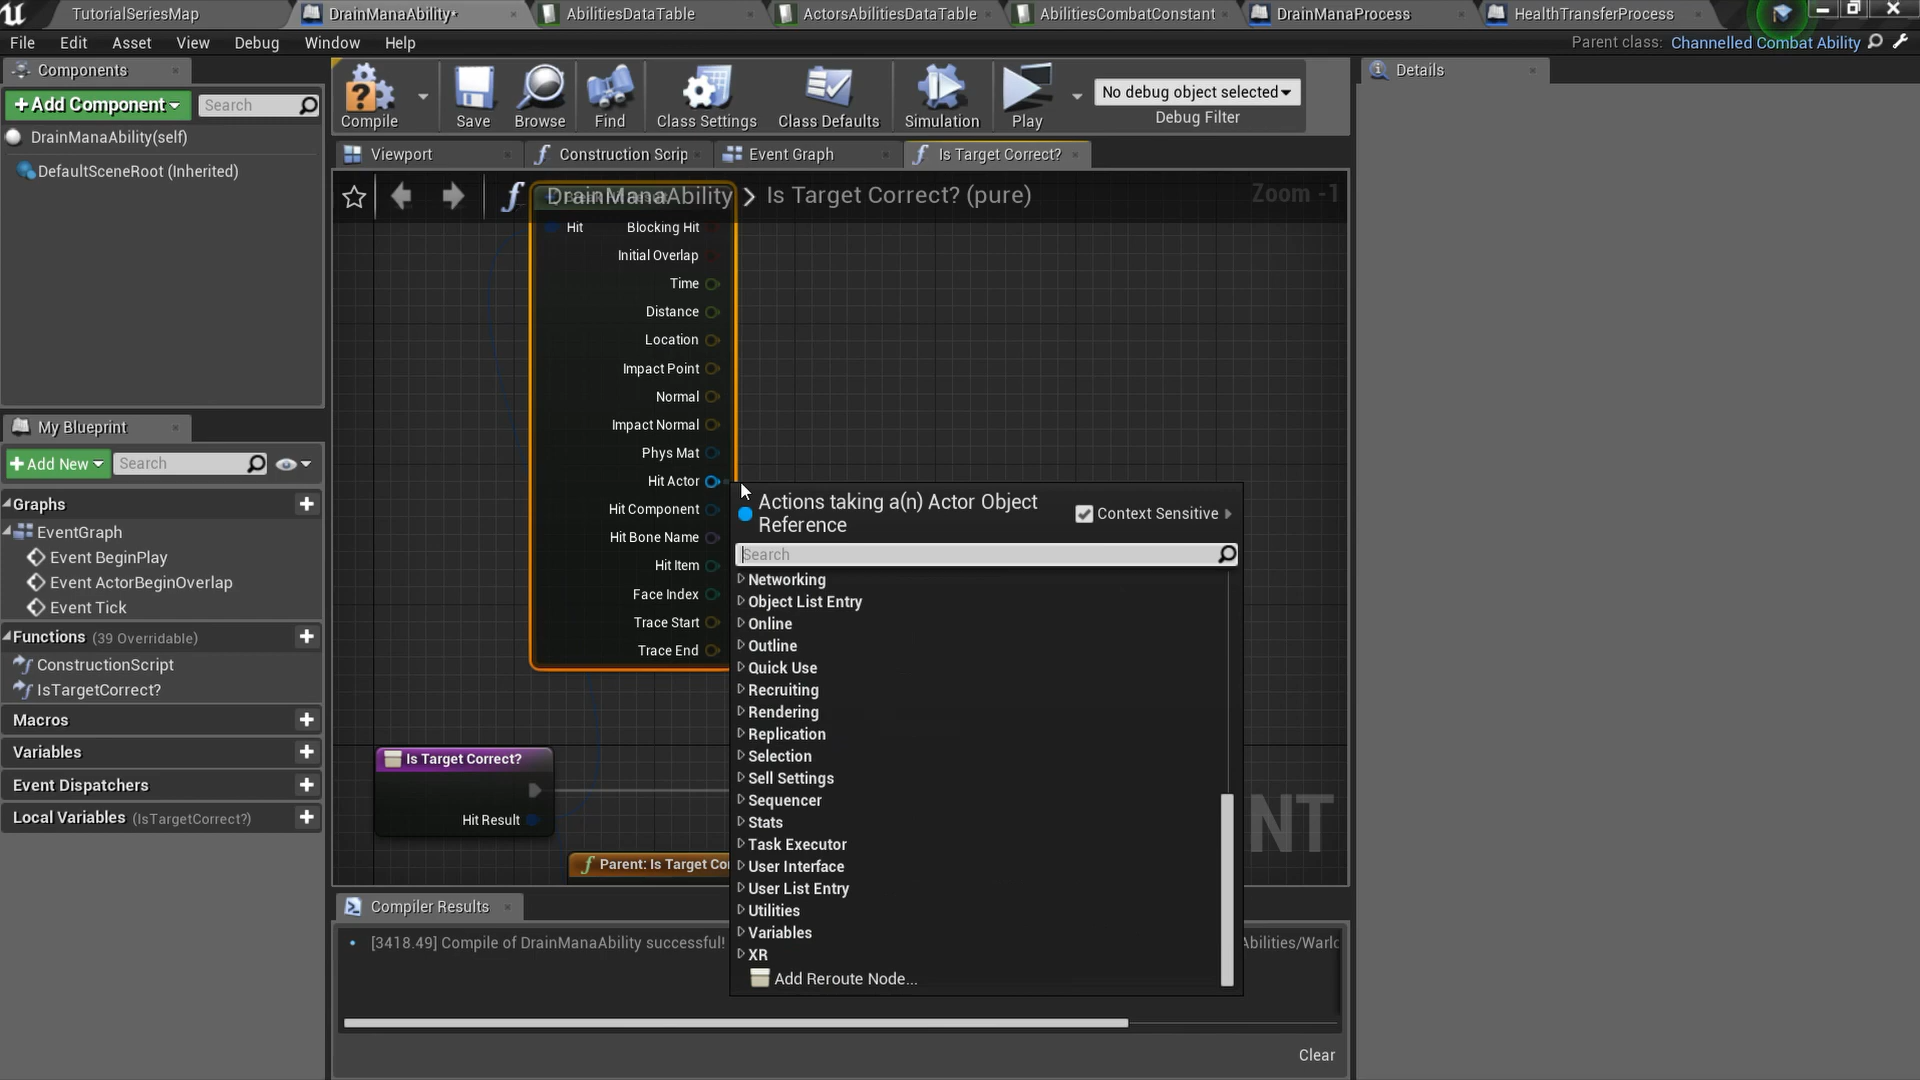 TutorialSeriesMap
DrainManaAbility*
AbilitiesDataTable
ActorsAbilitiesDataTable
AbilitiesCombatConstant
DrainManaProcess
HealthTransferProcess
File Edit Asset View Debug Window Help
Parent class: Channelled Combat Ability
Components
+Add Component
Search
DrainManaAbility(self)
DefaultSceneRoot (Inherited)
Compile
Save
Browse
Find
Class Settings
Class Defaults
Simulation
Play
No debug object selected
Debug Filter
Details
Viewport
Construction Scrip
Event Graph
Is Target Correct?
DrainManaAbility > Is Target Correct? (pure)
Zoom -1
Hit
Blocking Hit
Initial Overlap
Time
Distance
Location
Impact Point
Normal
Impact Normal
Phys Mat
Hit Actor
Hit Component
Hit Bone Name
Hit Item
Face Index
Trace Start
Trace End
My Blueprint
+Add New
Search
Graphs
EventGraph
Event BeginPlay
Event ActorBeginOverlap
Event Tick
Functions (39 Overridable)
ConstructionScript
IsTargetCorrect?
Macros
Variables
Event Dispatchers
Local Variables (IsTargetCorrect?)
Is Target Correct?
Hit Result
Parent: Is Target Co
Actions taking a(n) Actor Object
Reference
Context Sensitive
Search
Networking
Object List Entry
Online
Outline
Quick Use
Recruiting
Rendering
Replication
Selection
Sell Settings
Sequencer
Stats
Task Executor
User Interface
User List Entry
Utilities
Variables
XR
Add Reroute Node...
NT
Compiler Results
[3418.49] Compile of DrainManaAbility successful!
Abilities/Warlo
Clear